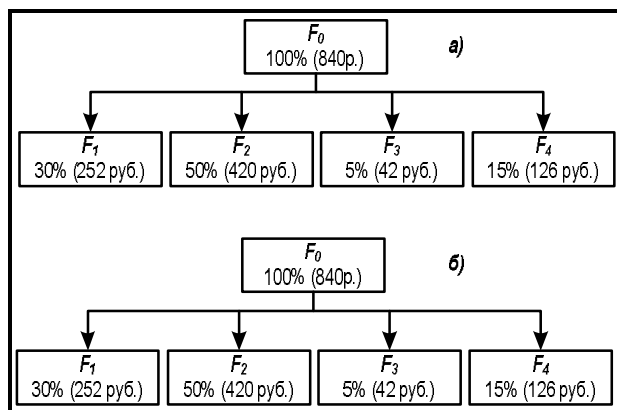 F0
100% (840р.)
а)
F1
30% (252 руб.)
F2
50% (420 руб.)
F3
5% (42 руб.)
F4
15% (126 руб.)
F0
100% (840р.)
б)
F1
30% (252 руб.)
F2
50% (420 руб.)
F3
5% (42 руб.)
F4
15% (126 руб.)